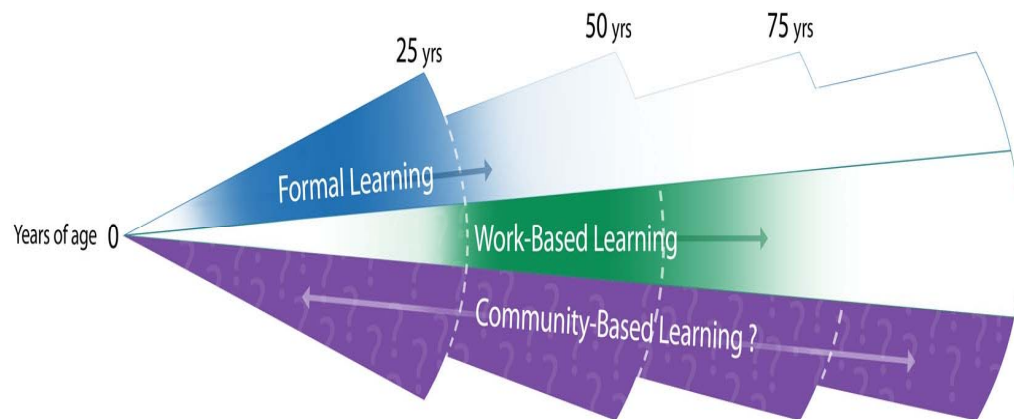 25 yrs
50 yrs
75 yrs
Formal Learning
Years of age 0
Work-Based Learning
Community-Based Learning ?